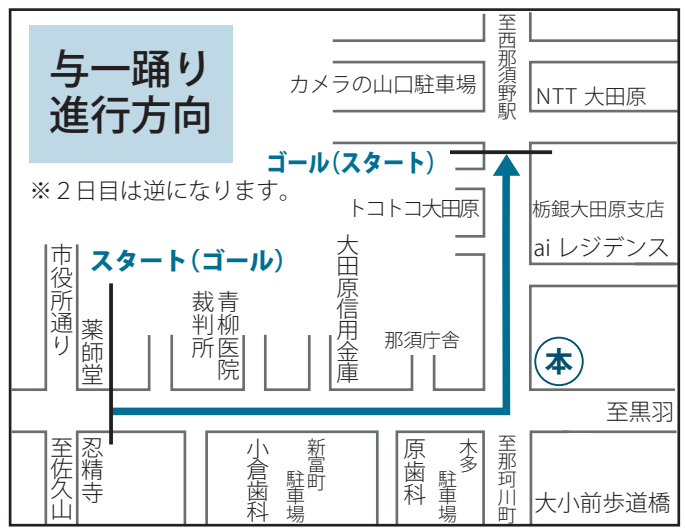 与一踊り
進行方向
※２日目は逆になります。
至西那須野駅
カメラの山口駐車場
NTT 大田原
ゴール（スタート）
トコトコ大田原
栃銀大田原支店
ai レジデンス
スタート（ゴール）
市役所通り
薬師堂
裁判所
青柳医院
大田原信用金庫
那須庁舎
本
至黒羽
至佐久山
忍精寺
小倉歯科
新富町
駐車場
原歯科
木多
駐車場
至那珂川町
大小前歩道橋